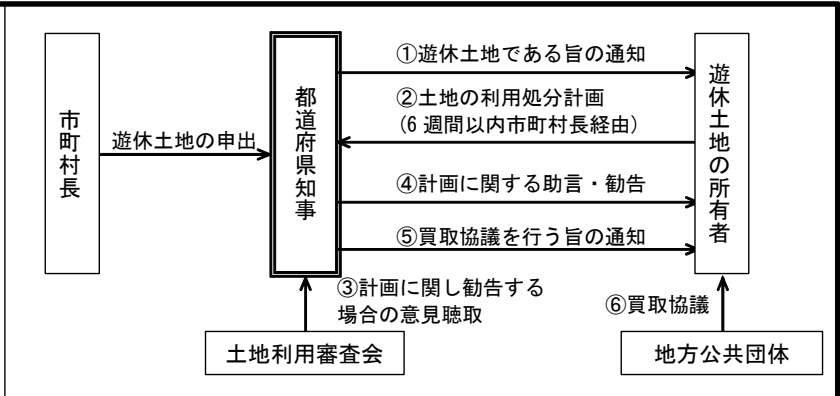 市町村長
遊休土地の申出
都道府県知事
①遊休土地である旨の通知
②土地の利用処分計画
(6 週間以内市町村長経由)
④計画に関する助言・勧告
⑤買取協議を行う旨の通知
遊休土地の所有者
③計画に関し勧告する
場合の意見聴取
⑥買取協議
土地利用審査会
地方公共団体